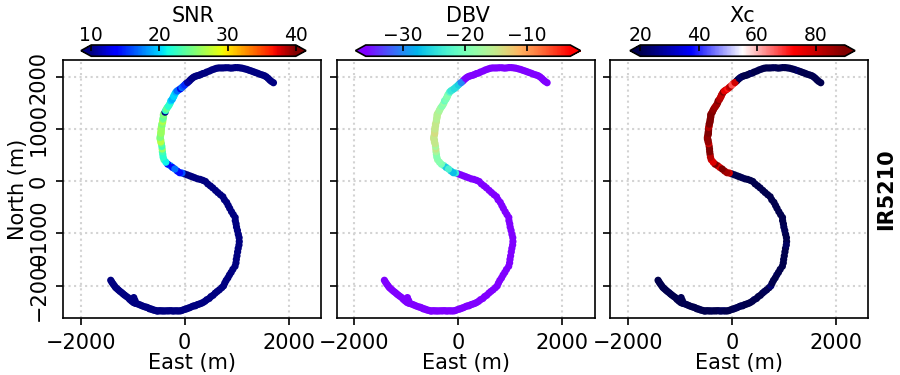 SNR
10 20 30 40
DBV
−30 −20 −10
Xc
20 40 60 80
North (m)
2000
1000
0
−1000
−2000
−2000 0 2000
East (m)
−2000 0 2000
East (m)
−2000 0 2000
East (m)
IR5210